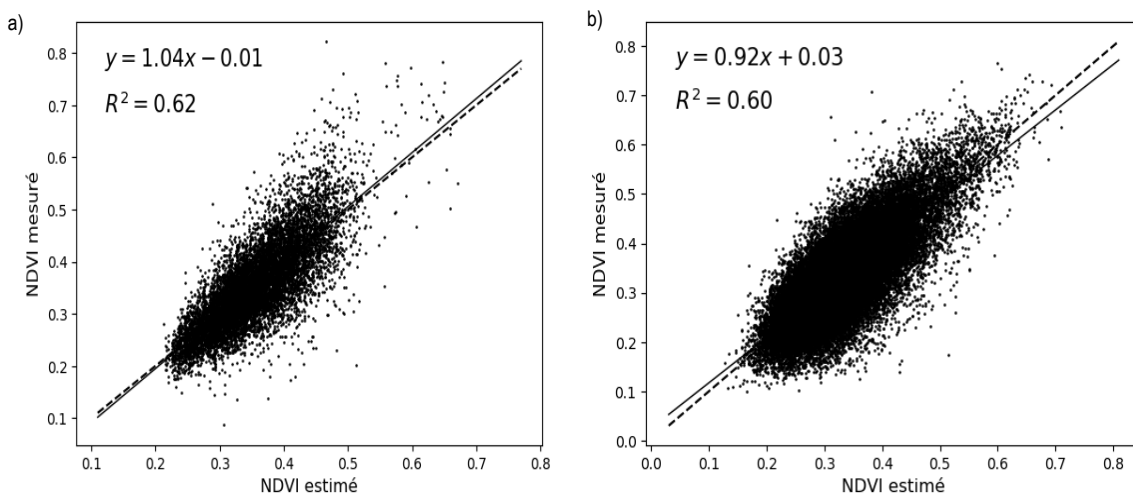 a)
y = 1.04x − 0.01
R² = 0.62
0.8
0.7
0.6
0.5
0.4
0.3
0.2
0.1
NDVI mesuré
0.1 0.2 0.3 0.4 0.5 0.6 0.7 0.8
NDVI estimé
b)
y = 0.92x + 0.03
R² = 0.60
0.8
0.7
0.6
0.5
0.4
0.3
0.2
0.1
0.0
NDVI mesuré
0.0 0.1 0.2 0.3 0.4 0.5 0.6 0.7 0.8
NDVI estimé